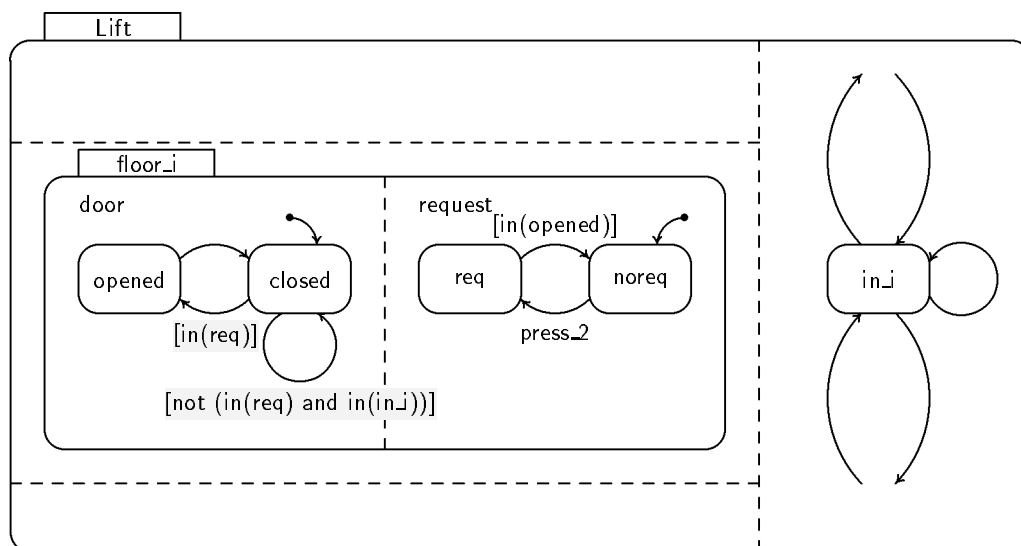 Lift
floor_i
door
request
[in(opened)]
opened
closed
req
noreq
in_i
[in(req)]
press_2
[not (in(req) and in(in_i))]